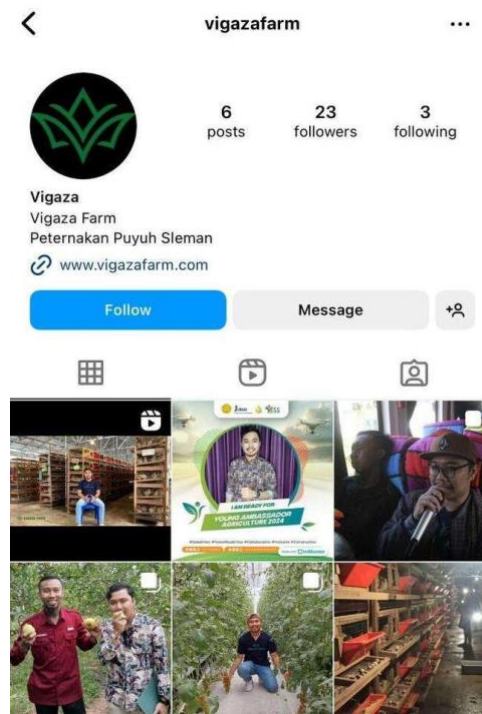 vigazafarm
6
posts
23
followers
3
following
Vigaza
Vigaza Farm
Peternakan Puyuh Sleman
www.vigazafarm.com
Follow
Message
YESS
I AM READY FOR
YOUNG AMBASSADOR
AGRICULTURE 2024